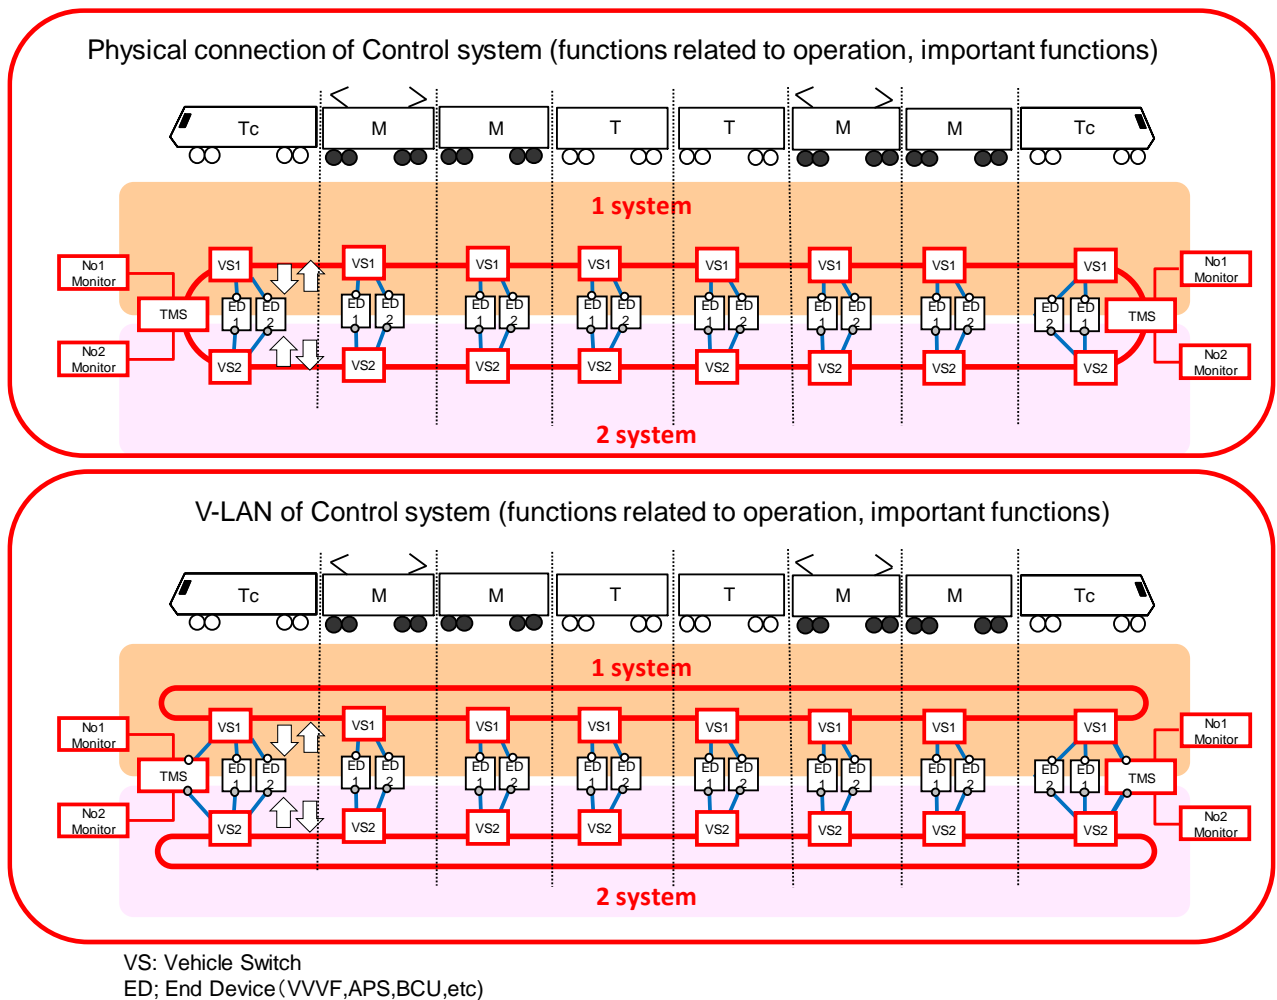 Physical connection of Control system (functions related to operation, important functions)
Tc M M T T M M Tc
1 system
No1
Monitor
VS1 VS1 VS1 VS1 VS1 VS1 VS1 VS1
No1
Monitor
TMS
ED
1
ED
2
ED
1
ED
2
ED
1
ED
2
ED
1
ED
2
ED
1
ED
2
ED
1
ED
2
ED
1
ED
2
ED
2
ED
1
TMS
No2
Monitor
VS2 VS2 VS2 VS2 VS2 VS2 VS2 VS2
No2
Monitor
2 system
V-LAN of Control system (functions related to operation, important functions)
Tc M M T T M M Tc
1 system
No1
Monitor
VS1 VS1 VS1 VS1 VS1 VS1 VS1 VS1
No1
Monitor
TMS
ED
1
ED
2
ED
1
ED
2
ED
1
ED
2
ED
1
ED
2
ED
1
ED
2
ED
1
ED
2
ED
1
ED
2
ED
2
ED
1
TMS
No2
Monitor
VS2 VS2 VS2 VS2 VS2 VS2 VS2 VS2
No2
Monitor
2 system
VS: Vehicle Switch
ED; End Device（VVVF,APS,BCU,etc)